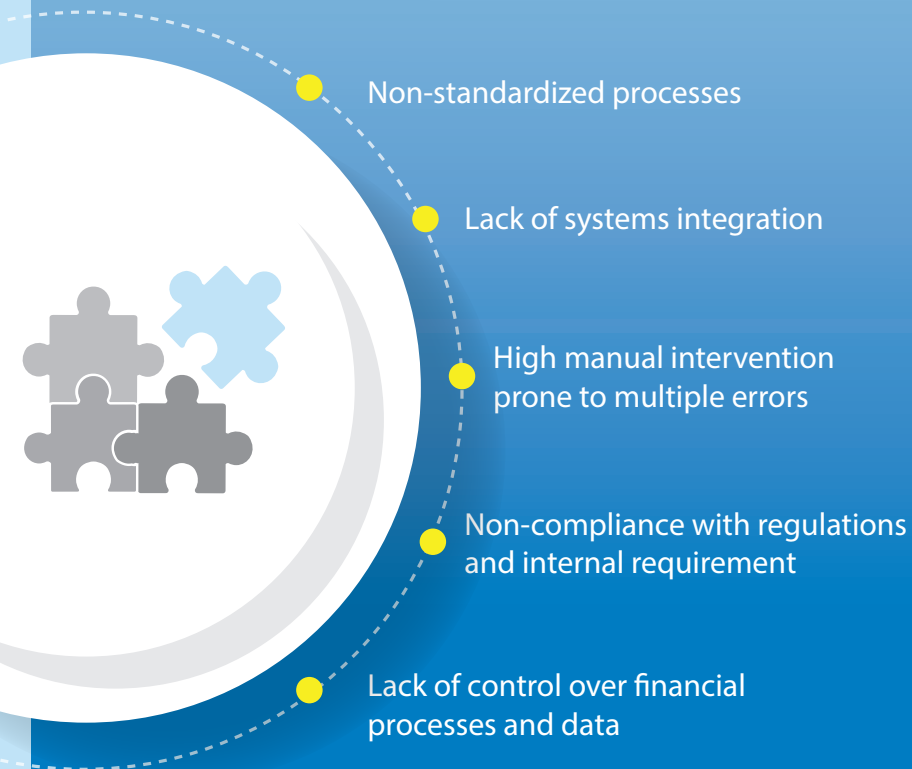 Non-standardized processes
Lack of systems integration
High manual intervention
prone to multiple errors
Non-compliance with regulations
and internal requirement
Lack of control over financial
processes and data